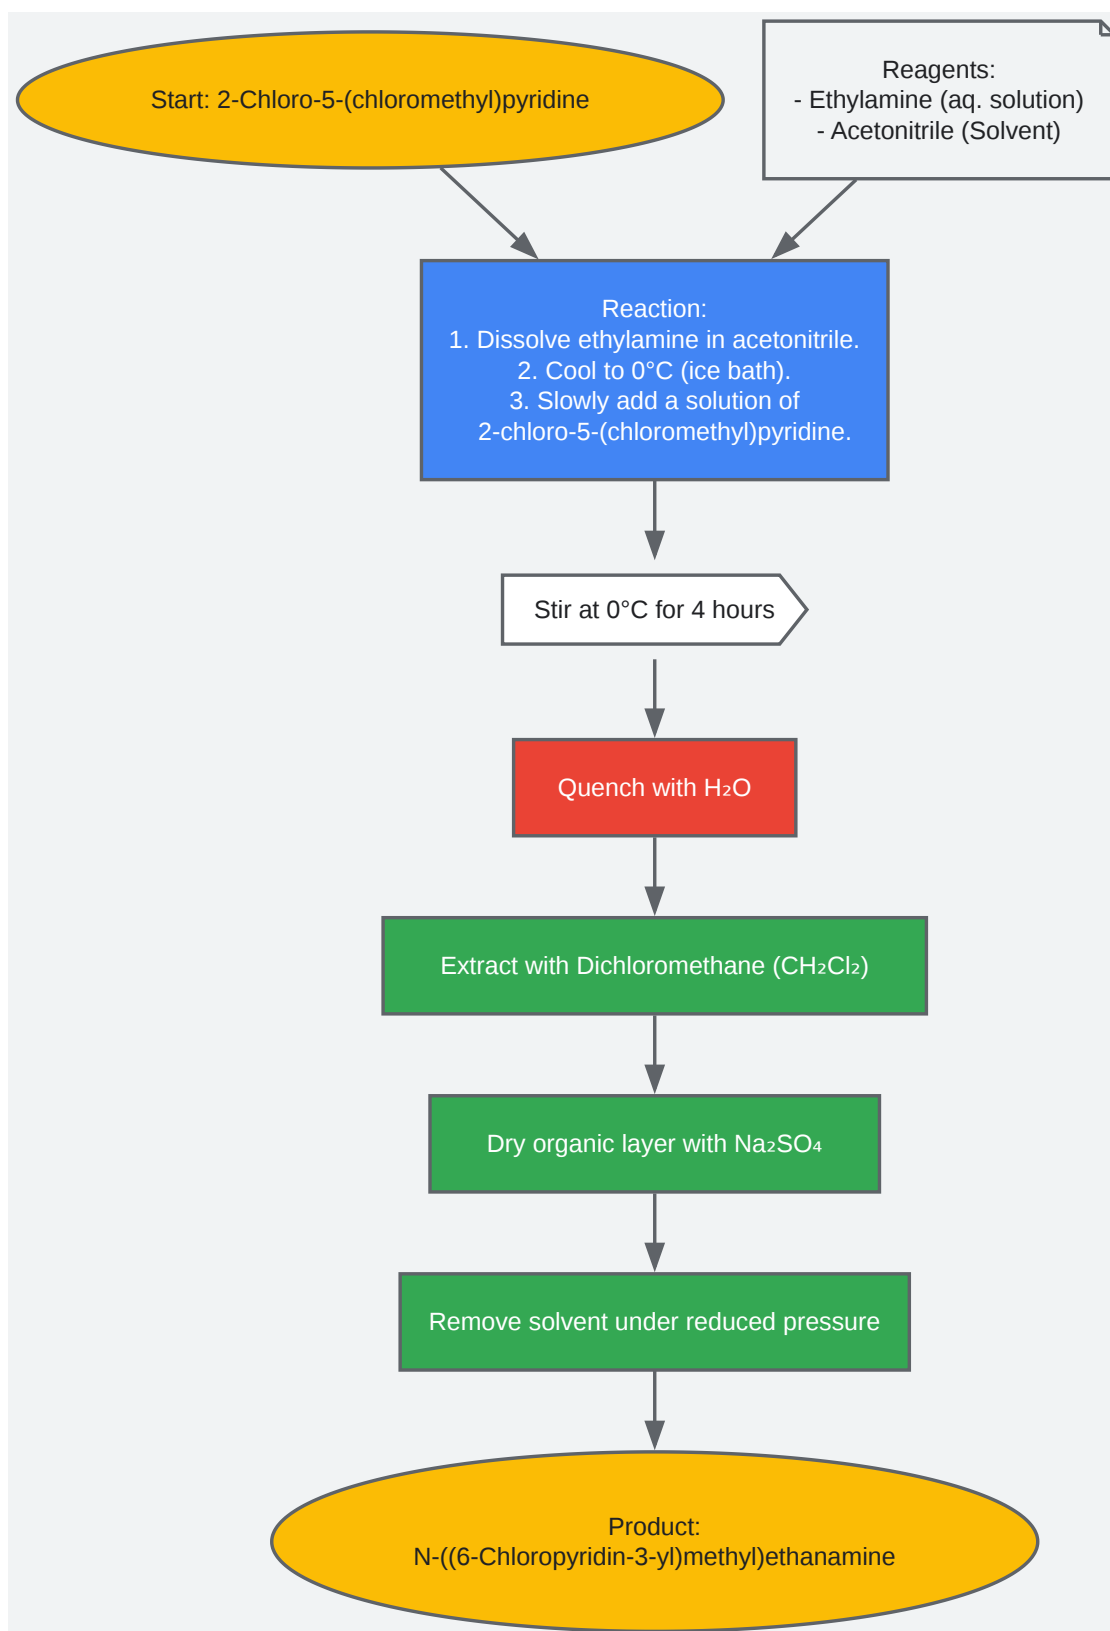 Start: 2-Chloro-5-(chloromethyl)pyridine
Reagents:
- Ethylamine (aq. solution)
- Acetonitrile (Solvent)
Reaction:
1. Dissolve ethylamine in acetonitrile.
2. Cool to 0°C (ice bath).
3. Slowly add a solution of
2-chloro-5-(chloromethyl)pyridine.
Stir at 0°C for 4 hours
Quench with H₂O
Extract with Dichloromethane (CH₂Cl₂)
Dry organic layer with Na₂SO₄
Remove solvent under reduced pressure
Product:
N-((6-Chloropyridin-3-yl)methyl)ethanamine